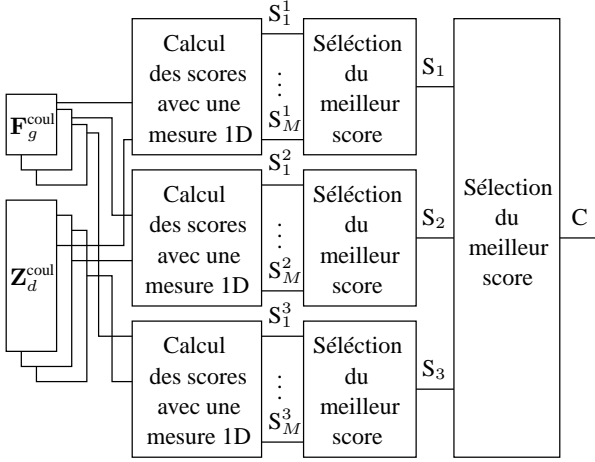 F_g^coul
Z_d^coul
Calcul
des scores
avec une
mesure 1D
S_1^1
⋮
S_M^1
Séléction
du
meilleur
score
S_1
Calcul
des scores
avec une
mesure 1D
S_1^2
⋮
S_M^2
Séléction
du
meilleur
score
S_2
Calcul
des scores
avec une
mesure 1D
S_1^3
⋮
S_M^3
Séléction
du
meilleur
score
S_3
Sélection
du
meilleur
score
C